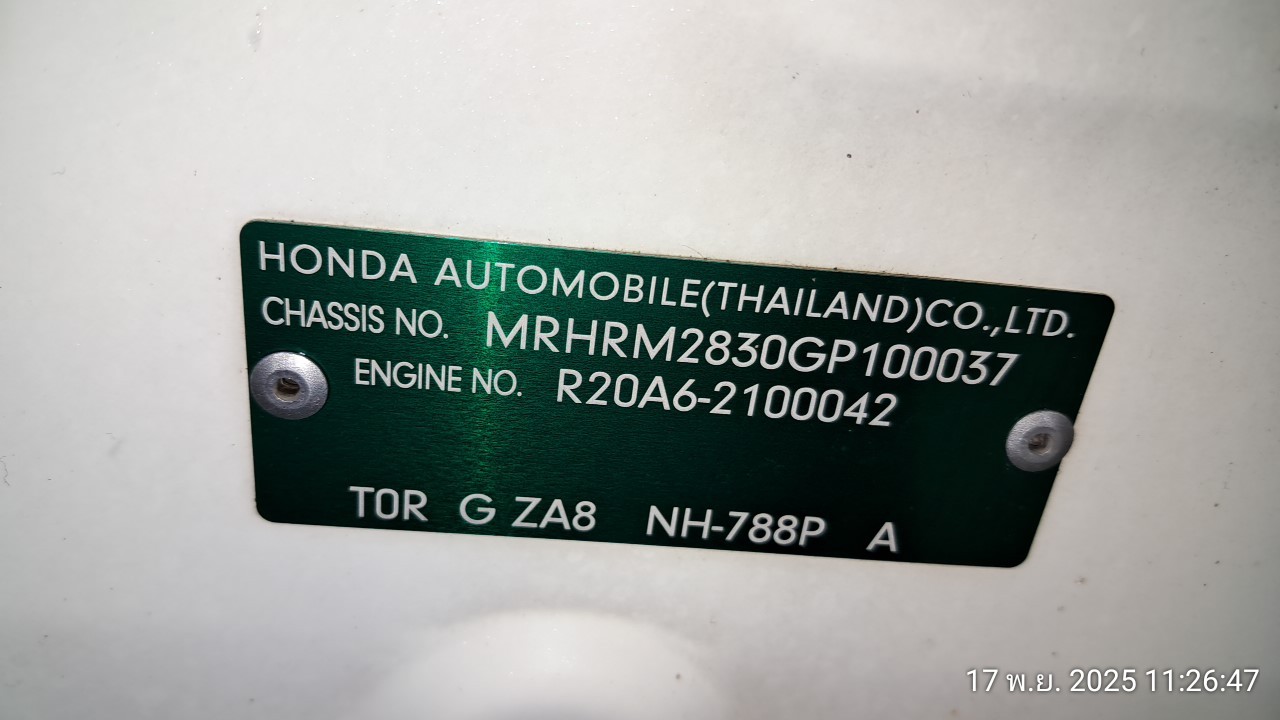 HONDA AUTOMOBILE(THAILAND)CO.,LTD.
CHASSIS NO. MRHRM2830GP100037
ENGINE NO. R20A6-2100042
T0R G ZA8 NH-788P A
17 พ.ย. 2025 11:26:47